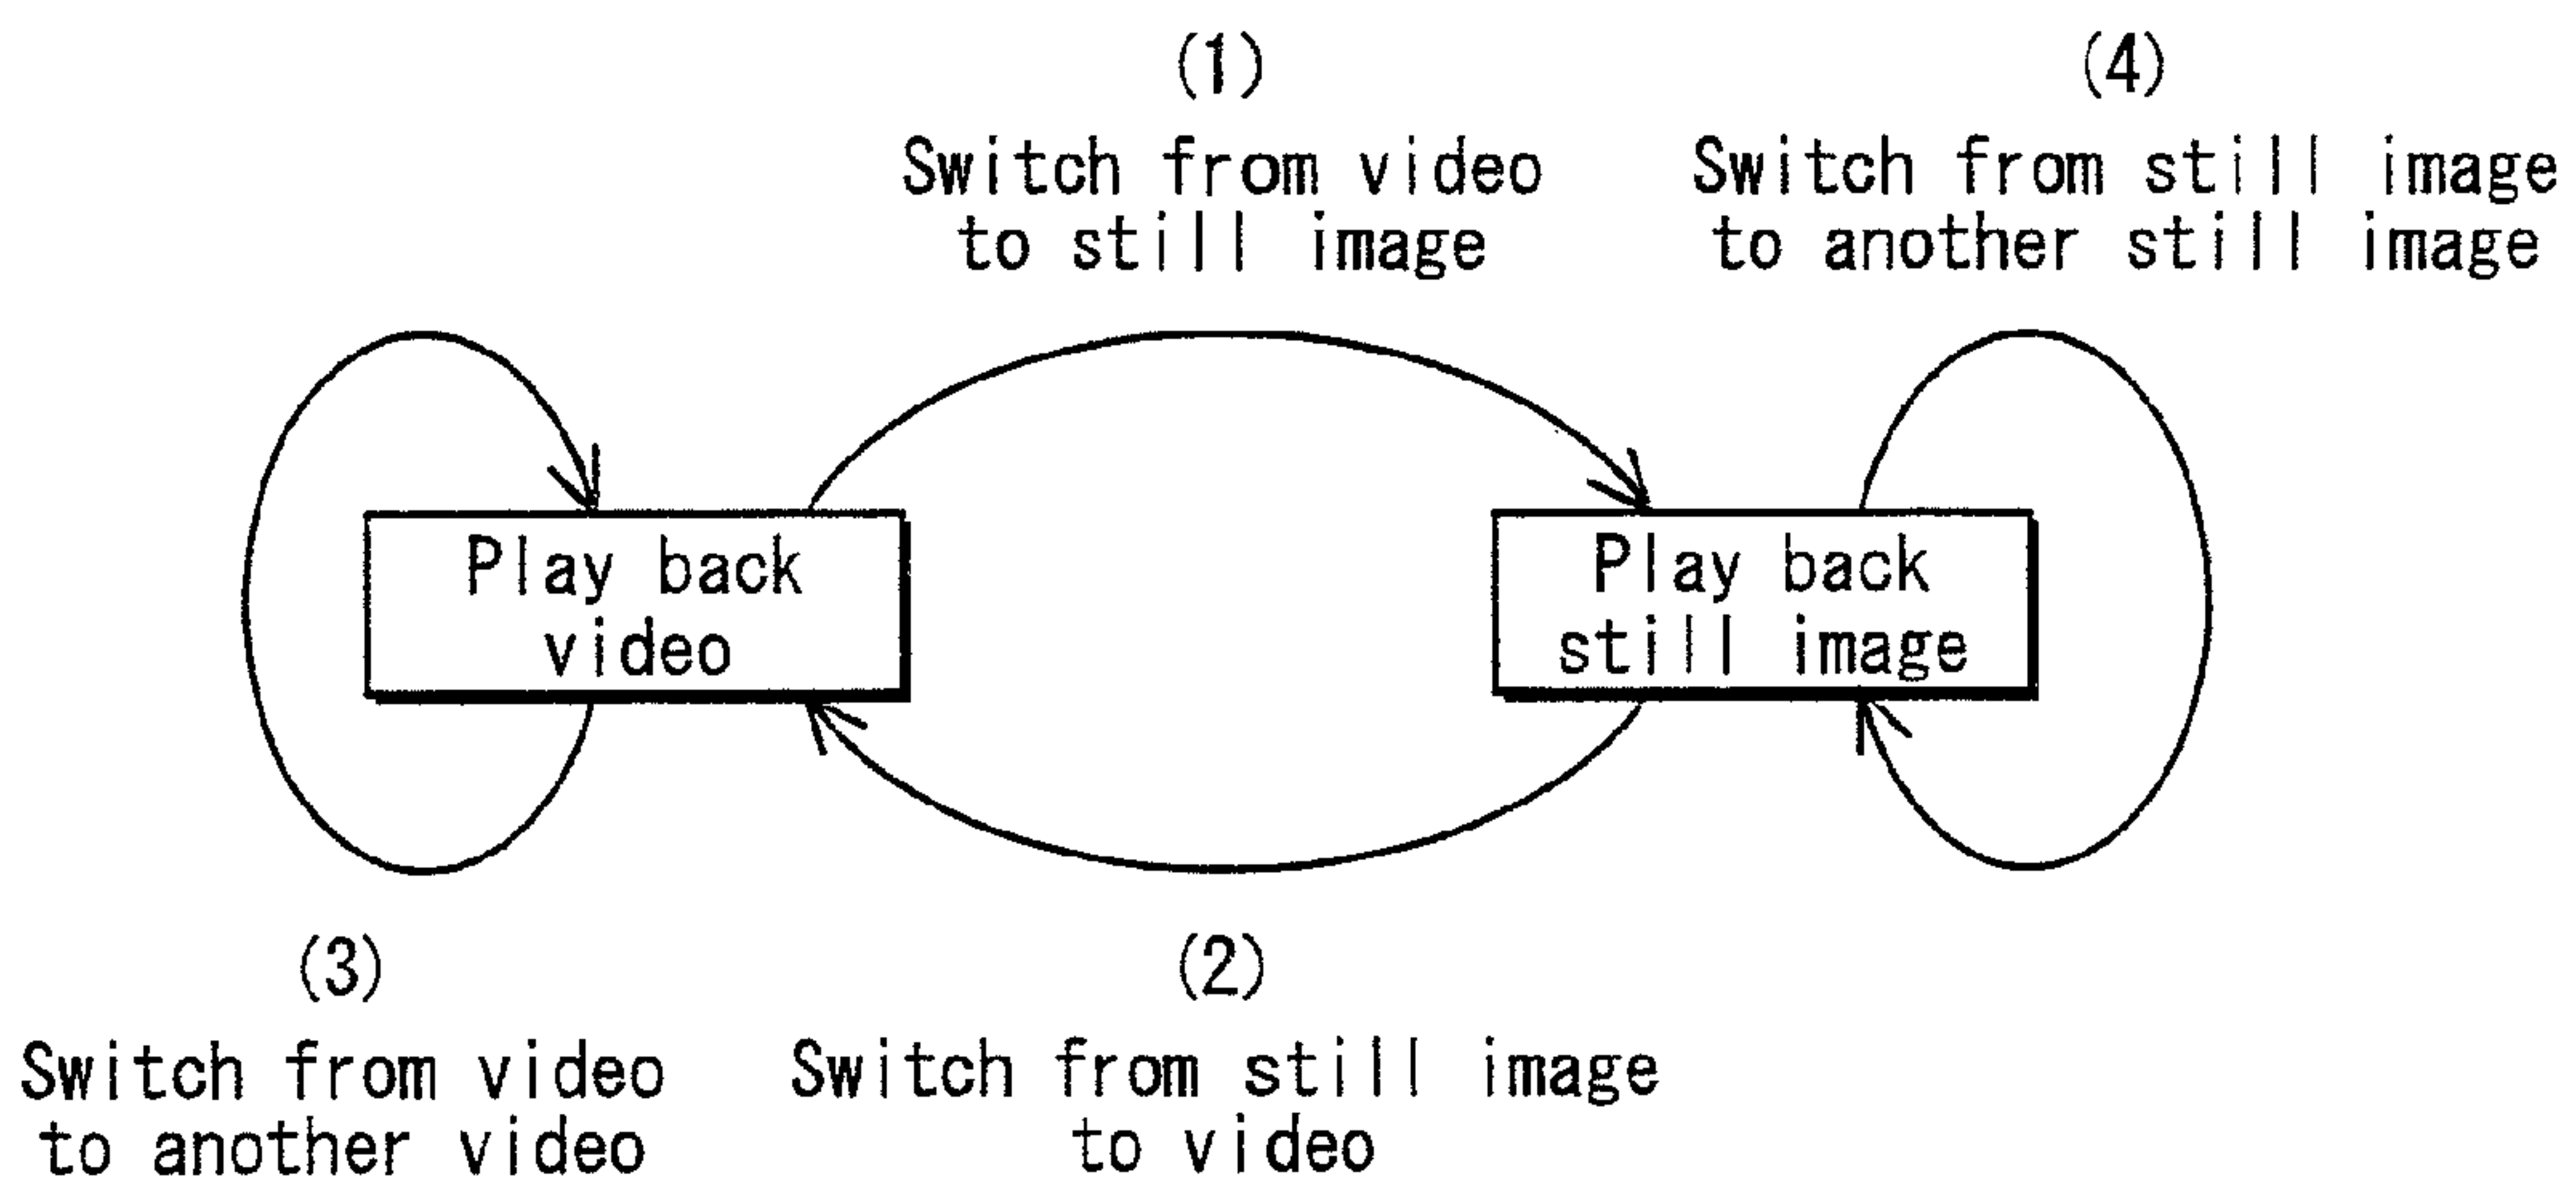 (1)
Switch from video
to still image
(4)
Switch from still image
to another still image
Play back
video
Play back
still image
(3)
Switch from video
to another video
(2)
Switch from still image
to video